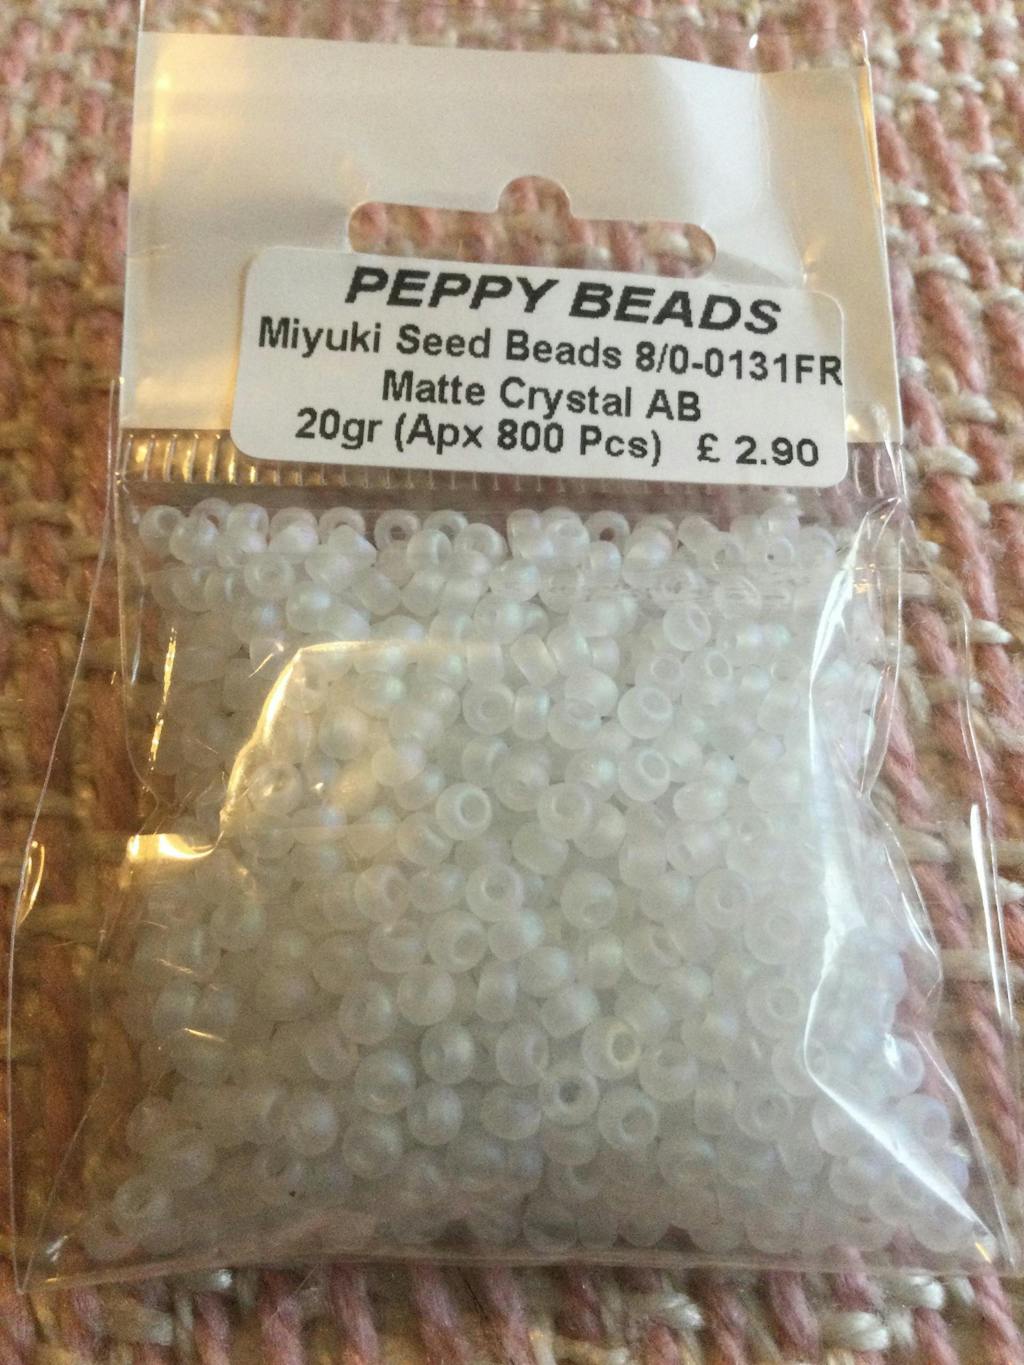 PEPPY BEADS
Miyuki Seed Beads 8/0-0131FR
Matte Crystal AB
20gr (Apx 800 Pcs) £ 2.90